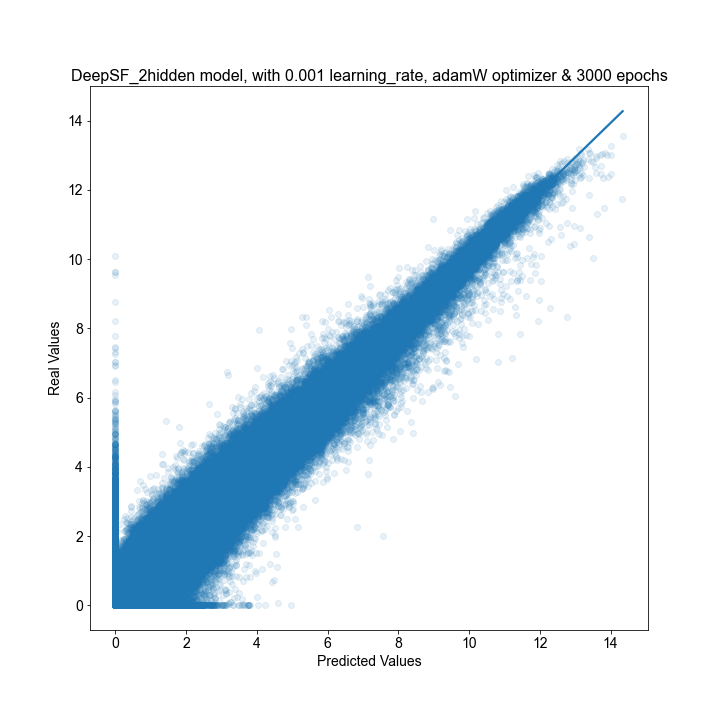 DeepSF_2hidden model, with 0.001 learning_rate, adamW optimizer & 3000 epochs
14
12
10
8
6
4
2
0
Real Values
0 2 4 6 8 10 12 14
Predicted Values